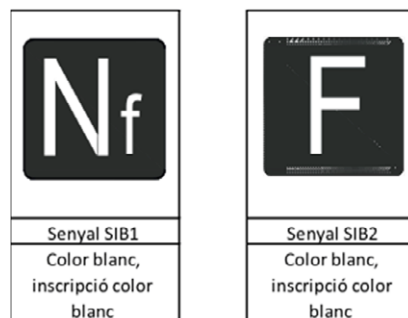 Nf
Senyal SIB1
Color blanc,
inscripció color
blanc
F
Senyal SIB2
Color blanc,
inscripció color
blanc